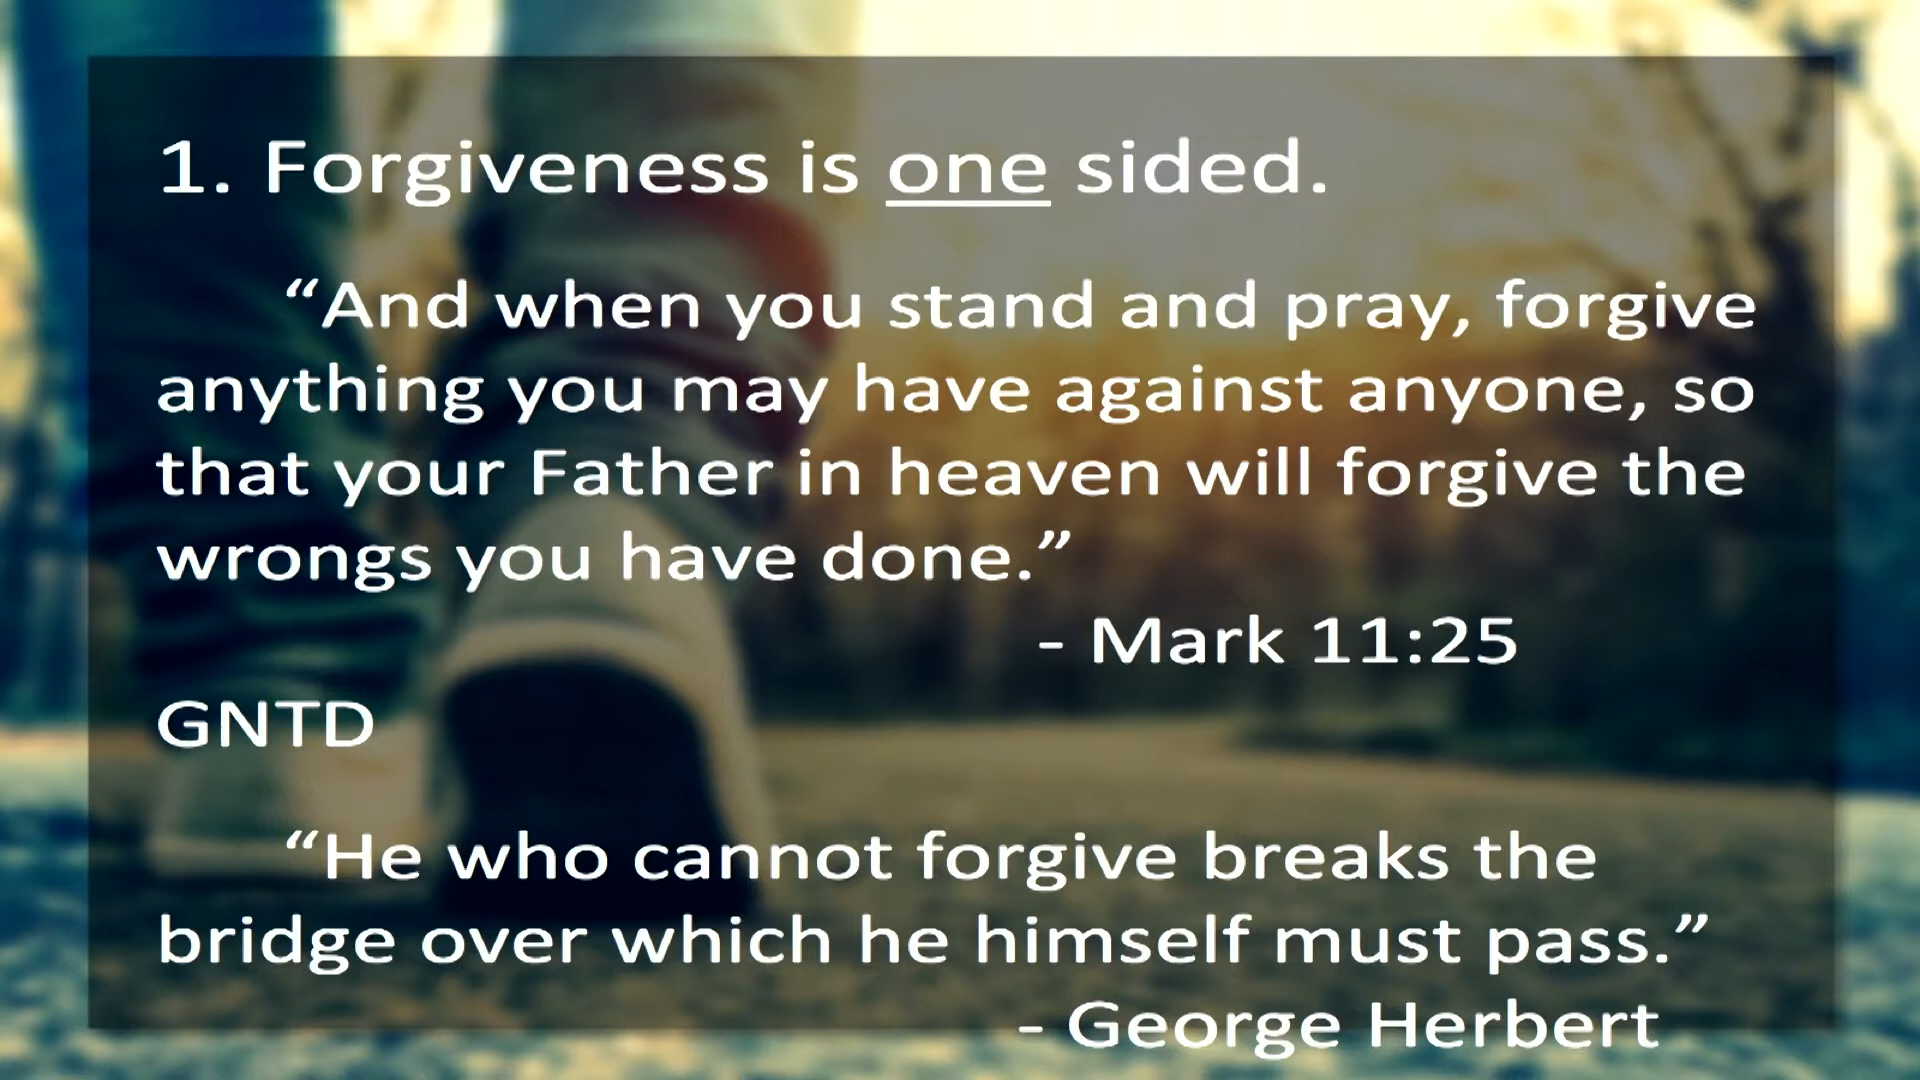 1. Forgiveness is one sided.
“And when you stand and pray, forgive
anything you may have against anyone, so
that your Father in heaven will forgive the
wrongs you have done.”
- Mark 11:25
GNTD
“He who cannot forgive breaks the
bridge over which he himself must pass.”
- George Herbert